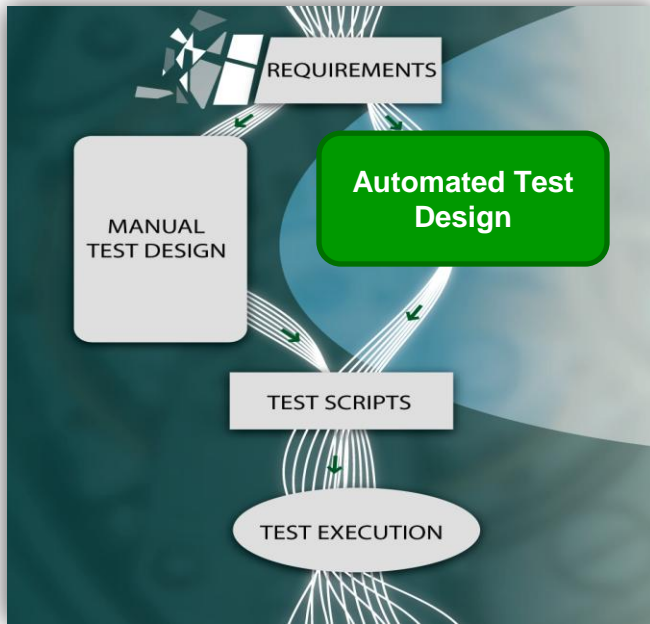 REQUIREMENTS
Automated Test
Design
MANUAL
TEST DESIGN
TEST SCRIPTS
TEST EXECUTION